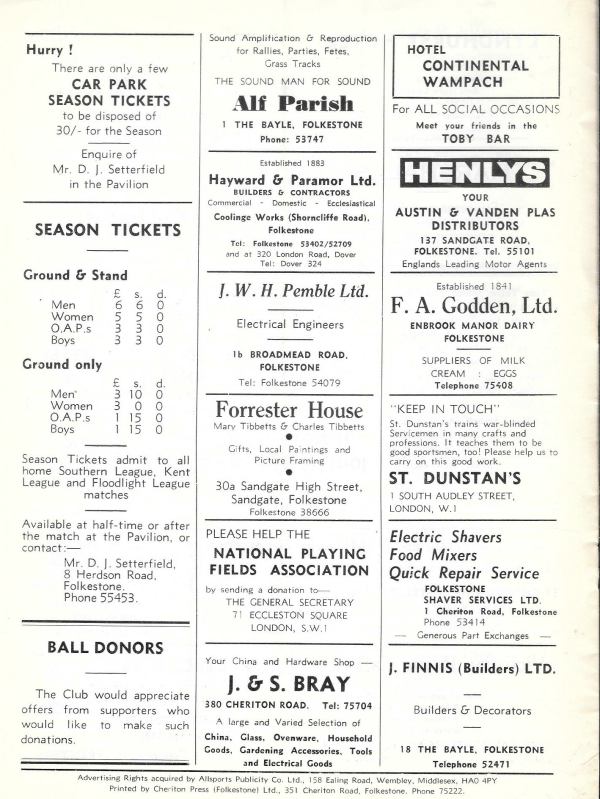 Hurry !
There are only a few
CAR PARK
SEASON TICKETS
to be disposed of
30/- for the Season
Enquire of
Mr. D. J. Setterfield
in the Pavilion
SEASON TICKETS
Ground & Stand
£ s. d.
Men 6 6 0
Women 5 5 0
O.A.P.s 3 3 0
Boys 3 3 0
Ground only
£ s. d.
Men 3 10 0
Women 3 0 0
O.A.P.s 1 15 0
Boys 1 15 0
Season Tickets admit to all
home Southern League, Kent
League and Floodlight League
matches
Available at half-time or after
the match at the Pavilion, or
contact:—
Mr. D. J. Setterfield,
8 Herdson Road,
Folkestone.
Phone 55453.
BALL DONORS
The Club would appreciate
offers from supporters who
would like to make such
donations.
Sound Amplification & Reproduction
for Rallies, Parties, Fetes,
Grass Tracks
THE SOUND MAN FOR SOUND
Alf Parish
1 THE BAYLE, FOLKESTONE
Phone: 53747
Established 1883
Hayward & Paramor Ltd.
BUILDERS & CONTRACTORS
Commercial - Domestic - Ecclesiastical
Coolinge Works (Shorncliffe Road),
Folkestone
Tel: Folkestone 53402/52709
and at 320 London Road, Dover
Tel: Dover 324
J. W. H. Pemble Ltd.
Electrical Engineers
1b BROADMEAD ROAD,
FOLKESTONE
Tel: Folkestone 54079
Forrester House
Mary Tibbetts & Charles Tibbetts
Gifts, Local Paintings and
Picture Framing
30a Sandgate High Street,
Sandgate, Folkestone
Folkestone 38666
PLEASE HELP THE
NATIONAL PLAYING
FIELDS ASSOCIATION
by sending a donation to—
THE GENERAL SECRETARY
71 ECCLESTON SQUARE
LONDON, S.W.1
Your China and Hardware Shop —
J. & S. BRAY
380 CHERITON ROAD. Tel: 75704
A large and Varied Selection of
China, Glass, Ovenware, Household
Goods, Gardening Accessories, Tools
and Electrical Goods
HOTEL
CONTINENTAL
WAMPACH
For ALL SOCIAL OCCASIONS
Meet your friends in the
TOBY BAR
HENLYS
YOUR
AUSTIN & VANDEN PLAS
DISTRIBUTORS
137 SANDGATE ROAD,
FOLKESTONE. Tel. 55101
Englands Leading Motor Agents
Established 1841
F. A. Godden, Ltd.
ENBROOK MANOR DAIRY
FOLKESTONE
SUPPLIERS OF MILK
CREAM : EGGS
Telephone 75408
"KEEP IN TOUCH"
St. Dunstan's trains war-blinded
Servicemen in many crafts and
professions. It teaches them to be
good sportsmen, too! Please help us to
carry on this good work.
ST. DUNSTAN'S
1 SOUTH AUDLEY STREET,
LONDON, W.1
Electric Shavers
Food Mixers
Quick Repair Service
FOLKESTONE
SHAVER SERVICES LTD.
1 Cheriton Road, Folkestone
Phone 53414
— Generous Part Exchanges —
J. FINNIS (Builders) LTD.
Builders & Decorators
18 THE BAYLE, FOLKESTONE
Telephone 52471
Advertising Rights acquired by Allsports Publicity Co. Ltd., 158 Ealing Road, Wembley, Middlesex, HA0 4PY
Printed by Cheriton Press (Folkestone) Ltd., 351 Cheriton Road, Folkestone. Phone 75222.